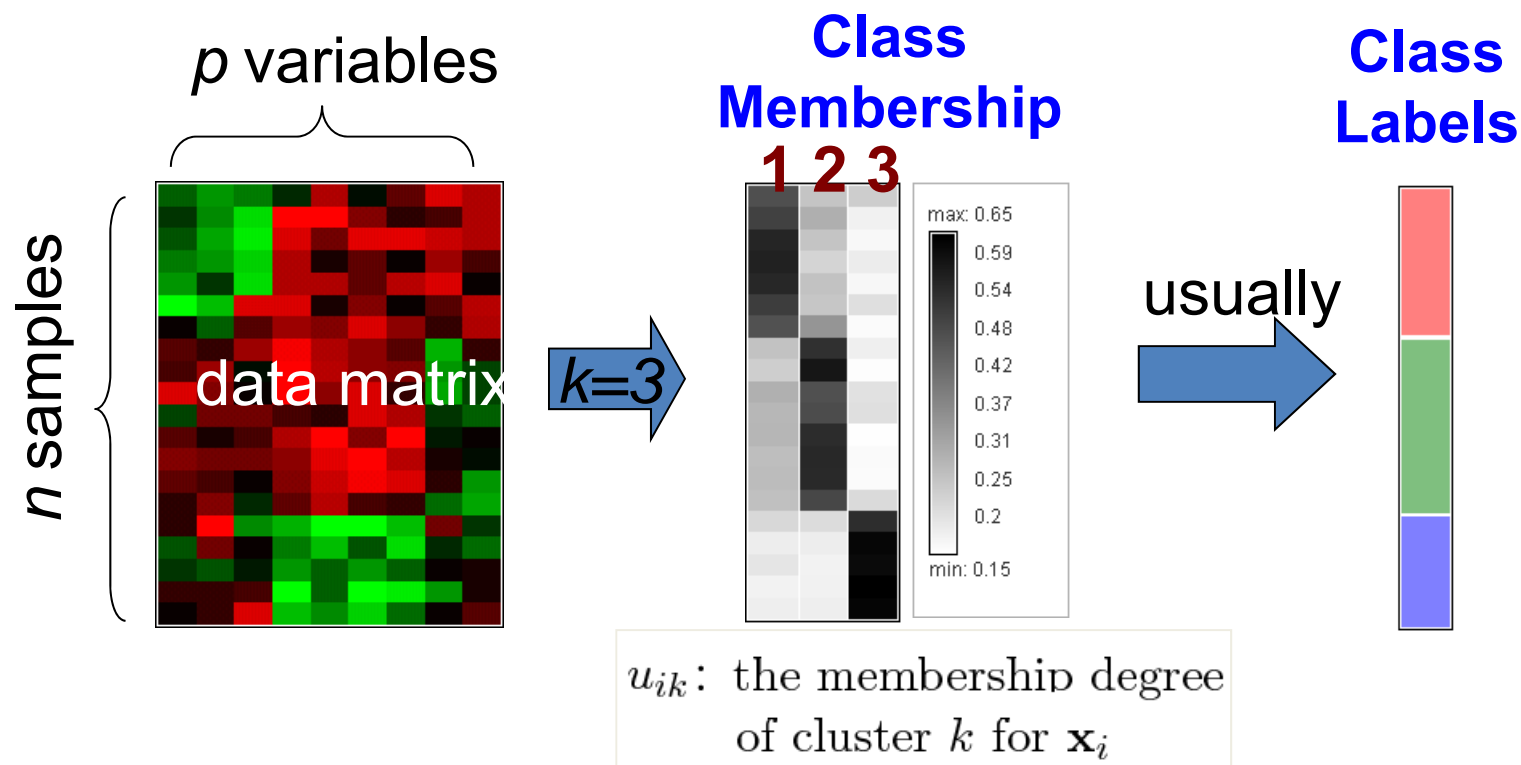 p variables
n samples
data matrix
k=3
Class
Membership
1 2 3
max: 0.65
0.59
0.54
0.48
0.42
0.37
0.31
0.25
0.2
min: 0.15
u_{ik}: the membership degree
of cluster k for x_i
usually
Class
Labels